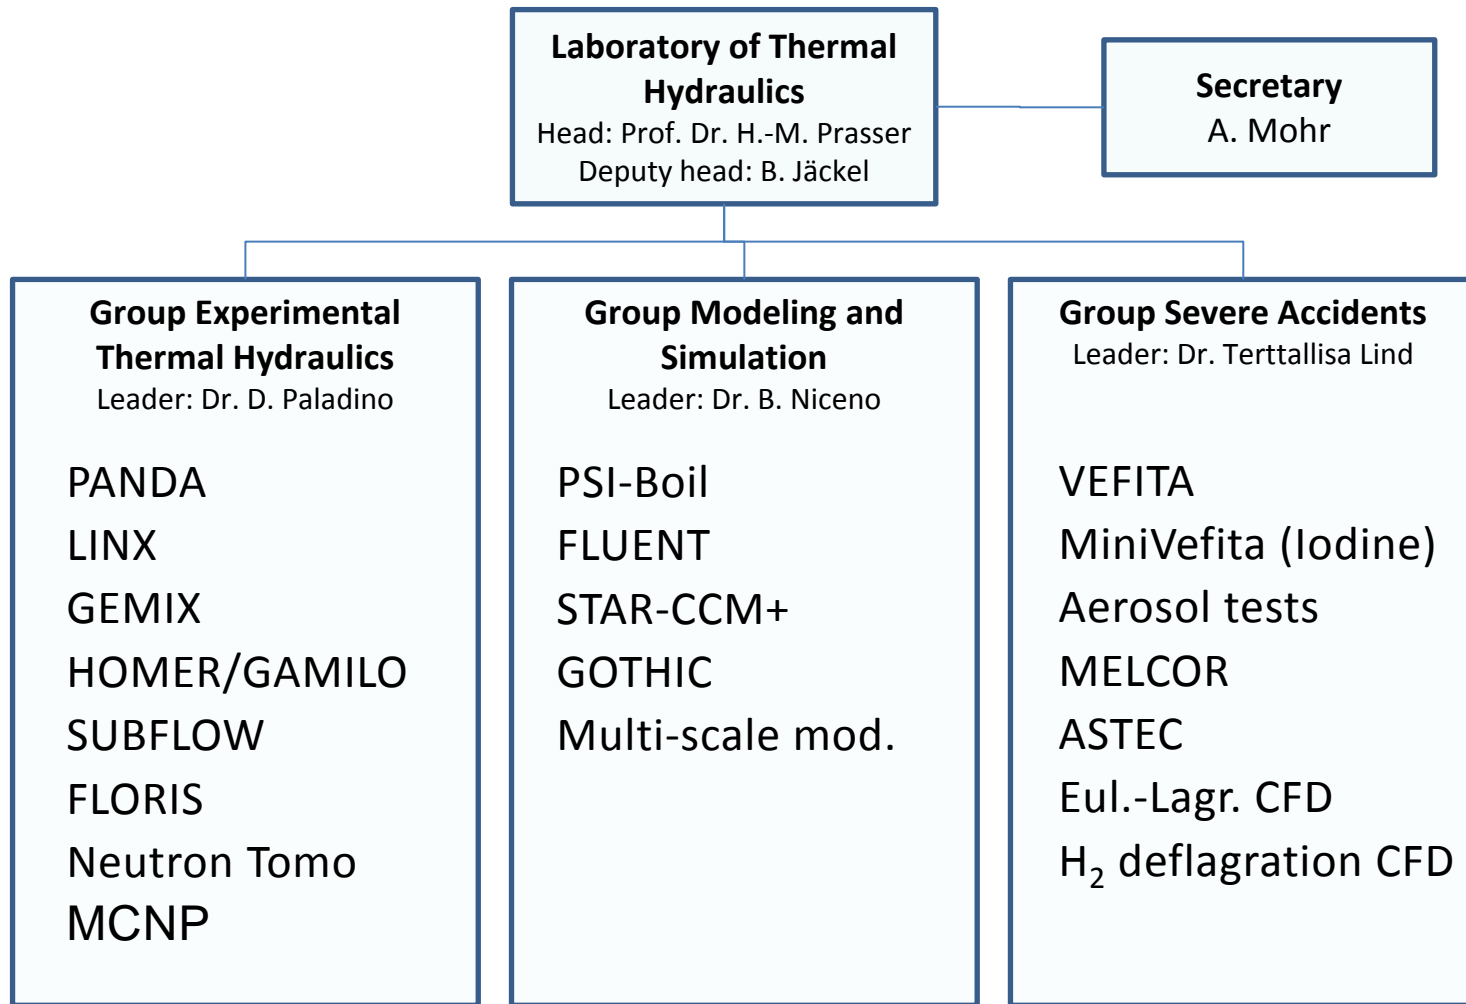 Laboratory of Thermal
Hydraulics
Head: Prof. Dr. H.-M. Prasser
Deputy head: B. Jäckel
Secretary
A. Mohr
Group Experimental
Thermal Hydraulics
Leader: Dr. D. Paladino
PANDA
LINX
GEMIX
HOMER/GAMILO
SUBFLOW
FLORIS
Neutron Tomo
MCNP
Group Modeling and
Simulation
Leader: Dr. B. Niceno
PSI-Boil
FLUENT
STAR-CCM+
GOTHIC
Multi-scale mod.
Group Severe Accidents
Leader: Dr. Terttallisa Lind
VEFITA
MiniVefita (Iodine)
Aerosol tests
MELCOR
ASTEC
Eul.-Lagr. CFD
H₂ deflagration CFD